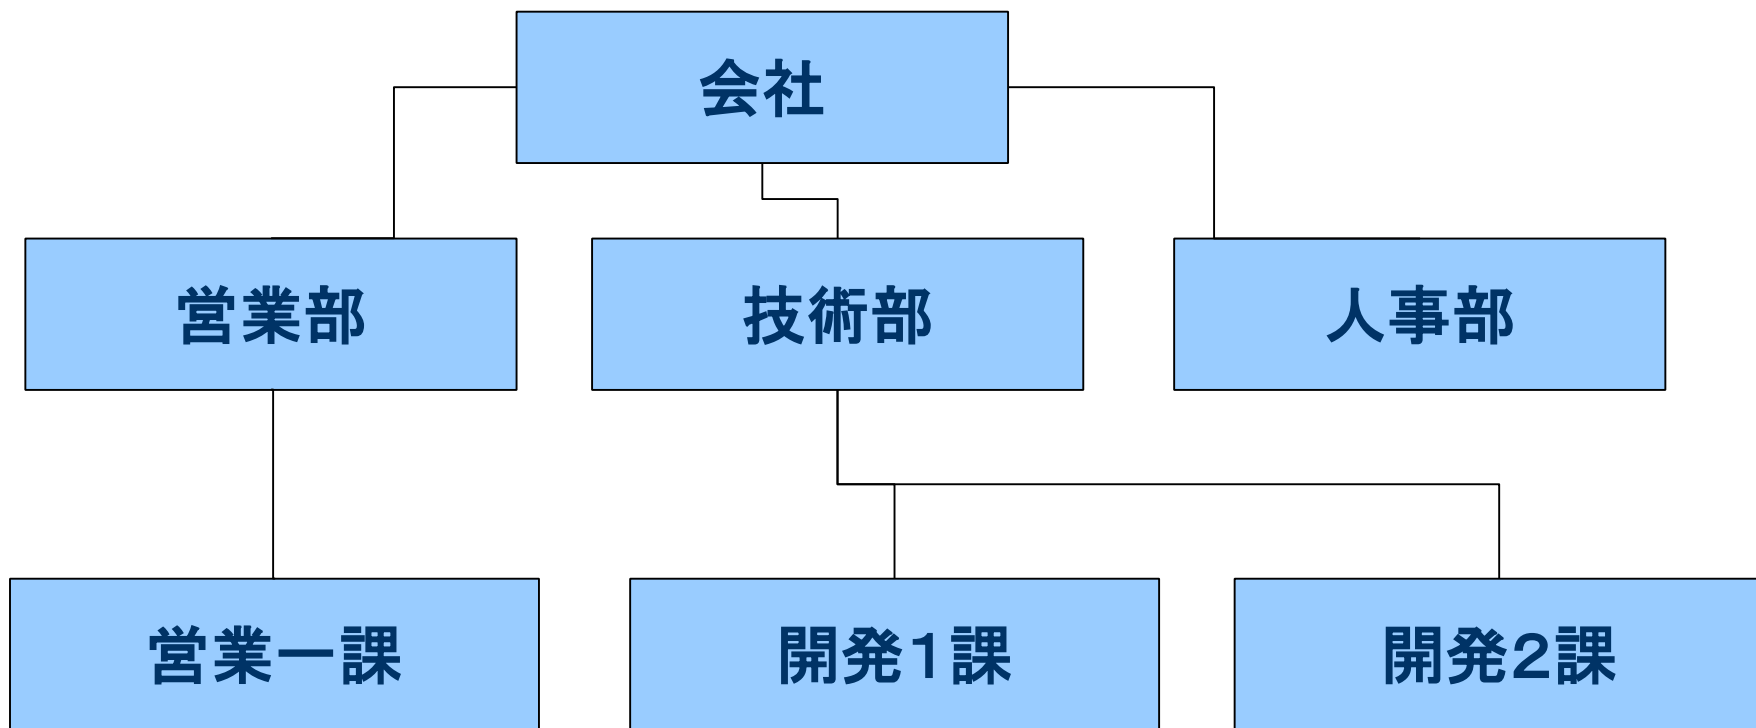 会社
営業部
技術部
人事部
営業一課
開発１課
開発２課